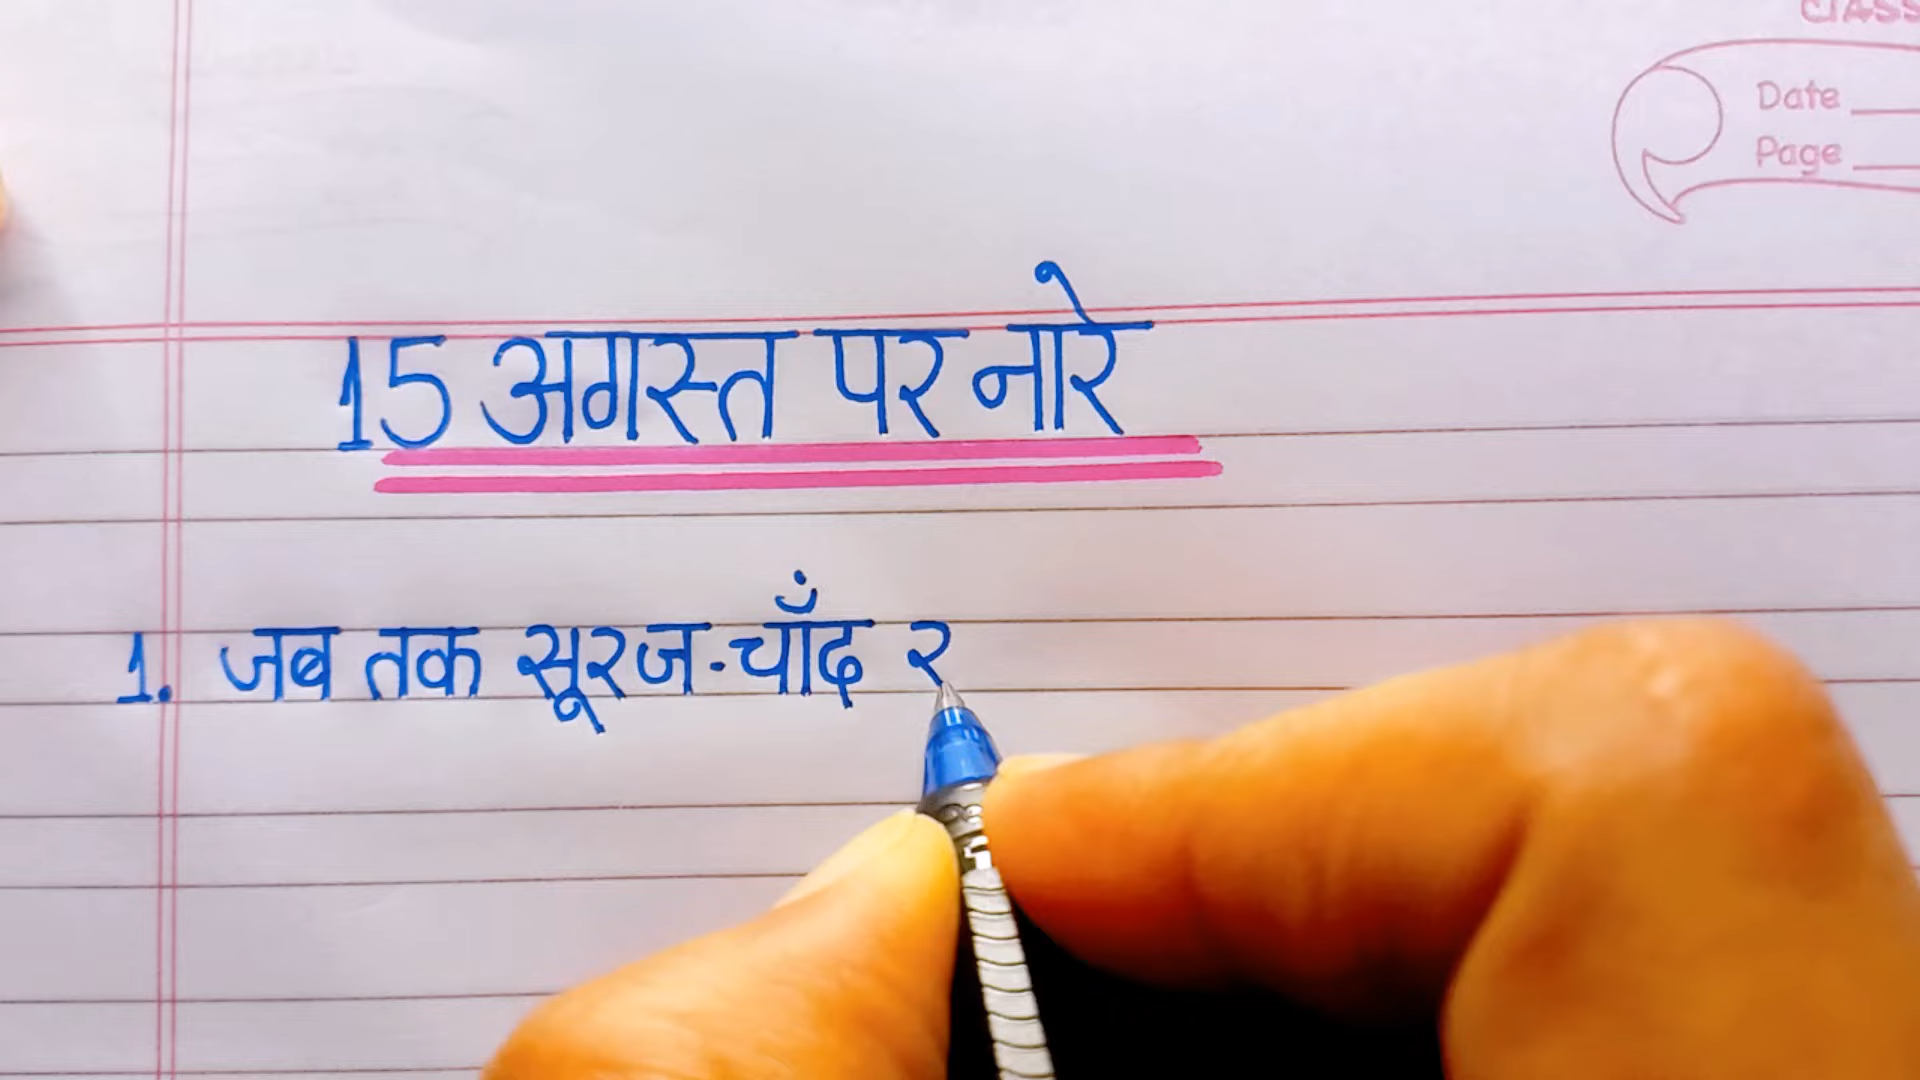 CLASS
Date
Page
15 अगस्त पर नारे
1. जब तक सूरज-चाँद र